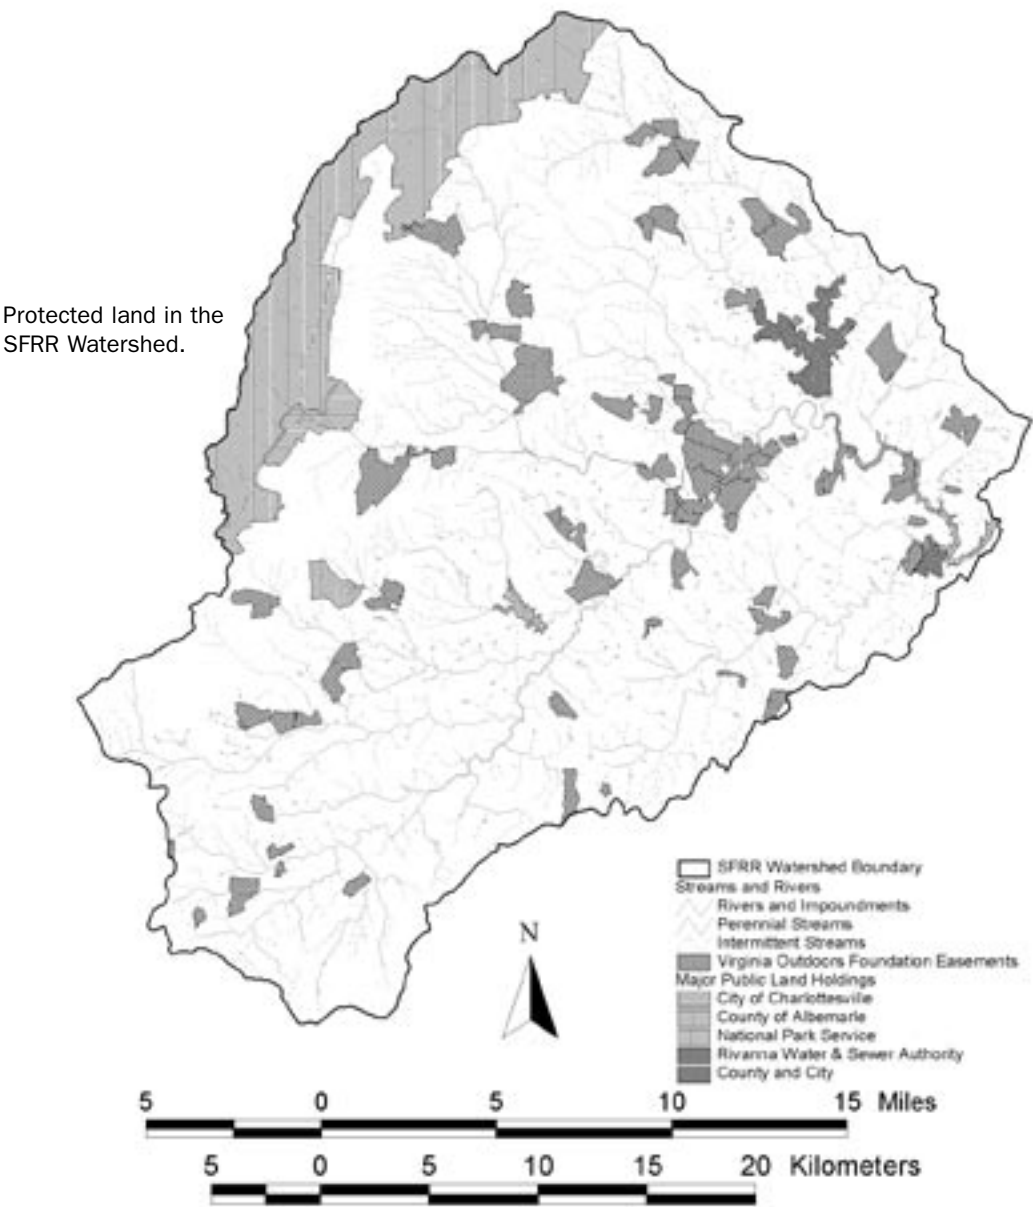 Protected land in the
SFRR Watershed.
N
SFRR Watershed Boundary
Streams and Rivers
Rivers and Impoundments
Perennial Streams
Intermittent Streams
Virginia Outdoors Foundation Easements
Major Public Land Holdings
City of Charlottesville
County of Albemarle
National Park Service
Rivanna Water & Sewer Authority
County and City
5 0 5 10 15 Miles
5 0 5 10 15 20 Kilometers